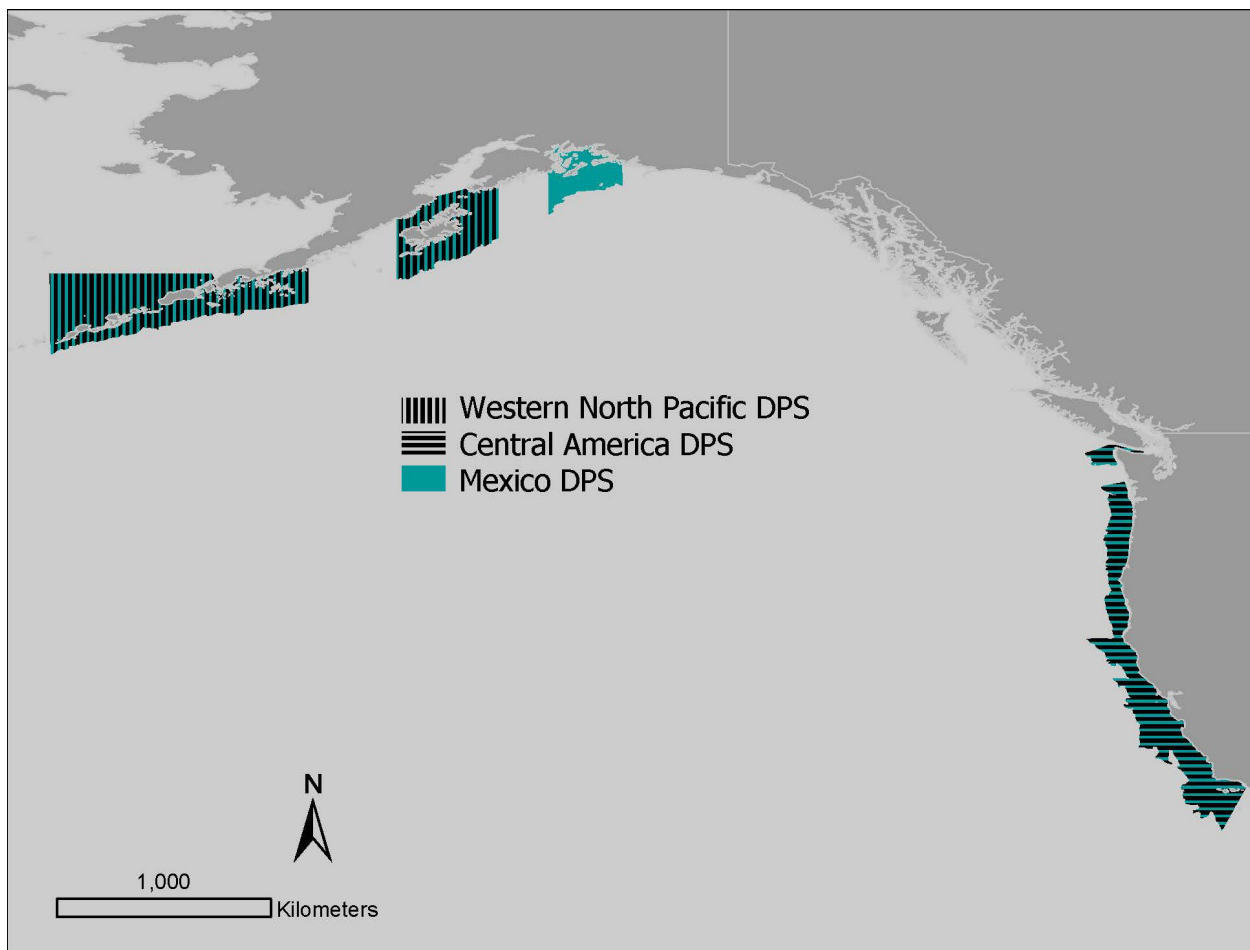 Western North Pacific DPS
Central America DPS
Mexico DPS
N
1,000
Kilometers